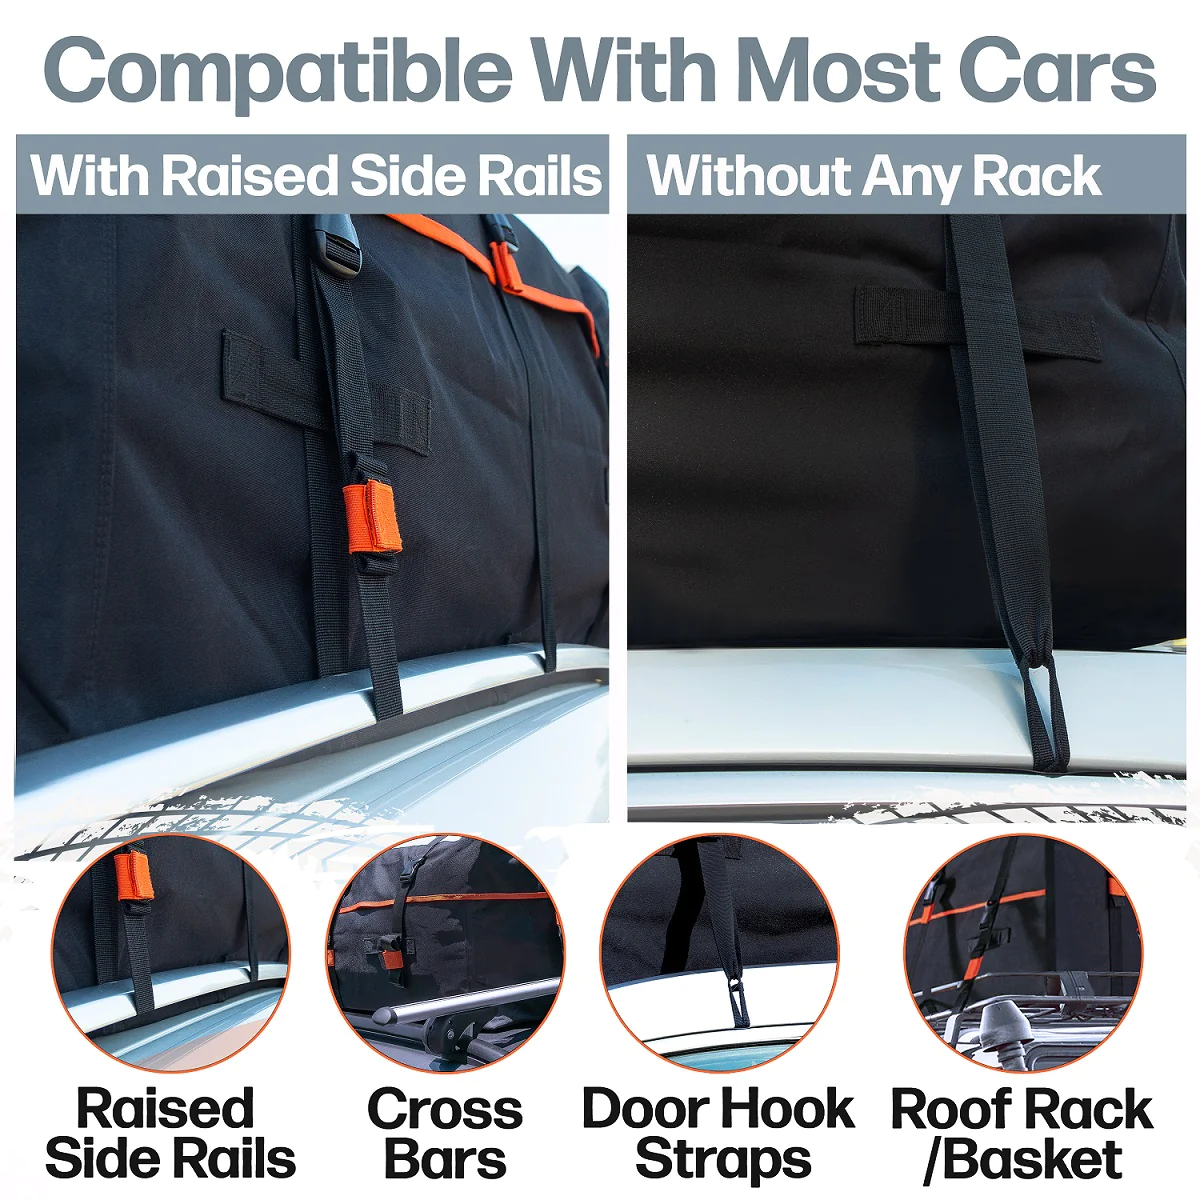 Compatible With Most Cars
With Raised Side Rails
Without Any Rack
Raised
Side Rails
Cross
Bars
Door Hook
Straps
Roof Rack
/Basket